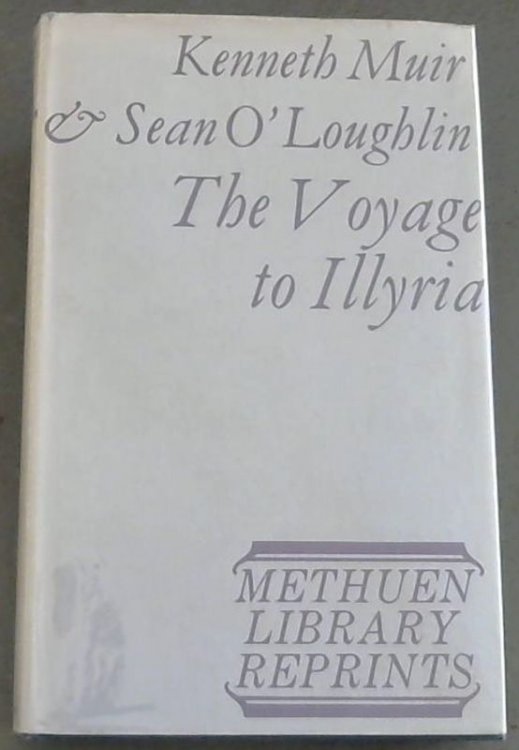 Kenneth Muir
& Sean O'Loughlin
The Voyage
to Illyria
METHUEN
LIBRARY
REPRINTS